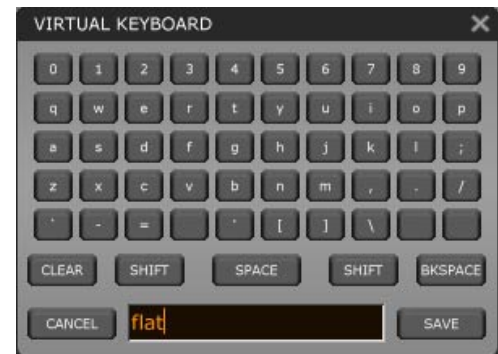 VIRTUAL KEYBOARD ×
0 1 2 3 4 5 6 7 8 9
q w e r t y u i o p
a s d f g h j k l ;
z x c v b n m , . /
` - = ' [ ] \
CLEAR SHIFT SPACE SHIFT BKSPACE
CANCEL flat SAVE